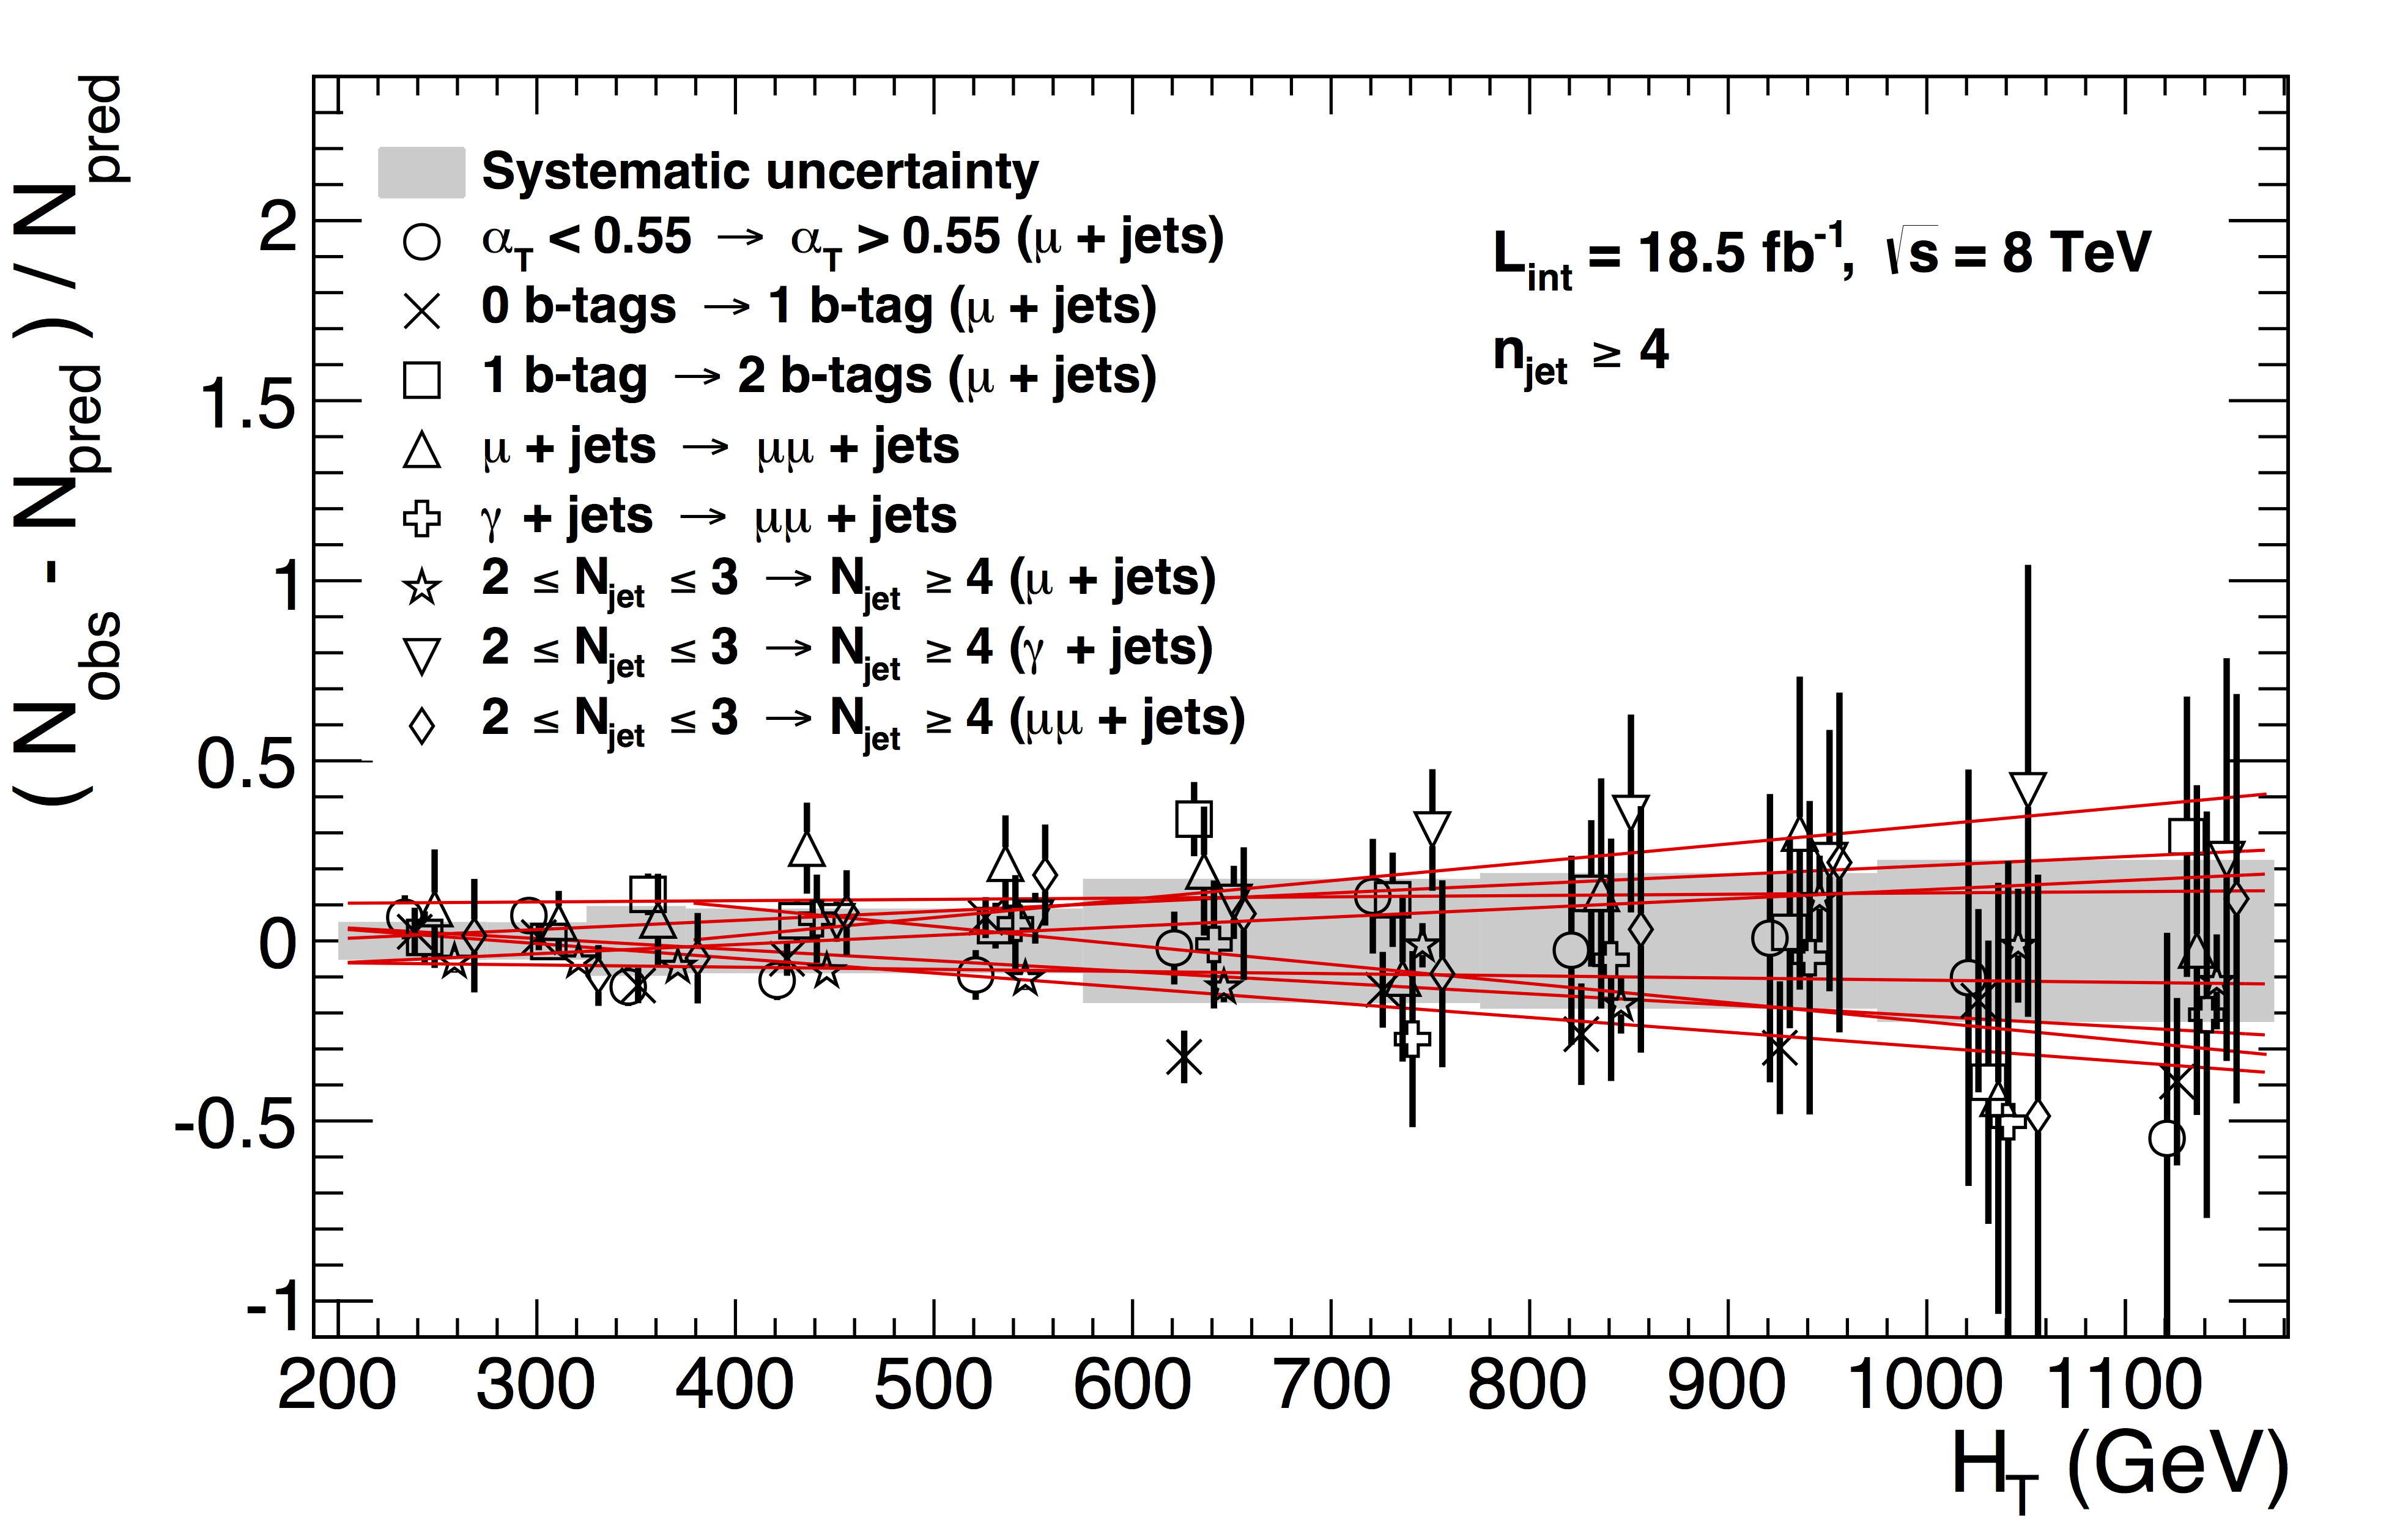 ( N_obs - N_pred ) / N_pred
Systematic uncertainty
α_T < 0.55 → α_T > 0.55 (μ + jets)
0 b-tags → 1 b-tag (μ + jets)
1 b-tag → 2 b-tags (μ + jets)
μ + jets → μμ + jets
γ + jets → μμ + jets
2 ≤ N_jet ≤ 3 → N_jet ≥ 4 (μ + jets)
2 ≤ N_jet ≤ 3 → N_jet ≥ 4 (γ + jets)
2 ≤ N_jet ≤ 3 → N_jet ≥ 4 (μμ + jets)
L_int = 18.5 fb^-1, √s = 8 TeV
n_jet ≥ 4
2
1.5
1
0.5
0
-0.5
-1
200 300 400 500 600 700 800 900 1000 1100
H_T (GeV)